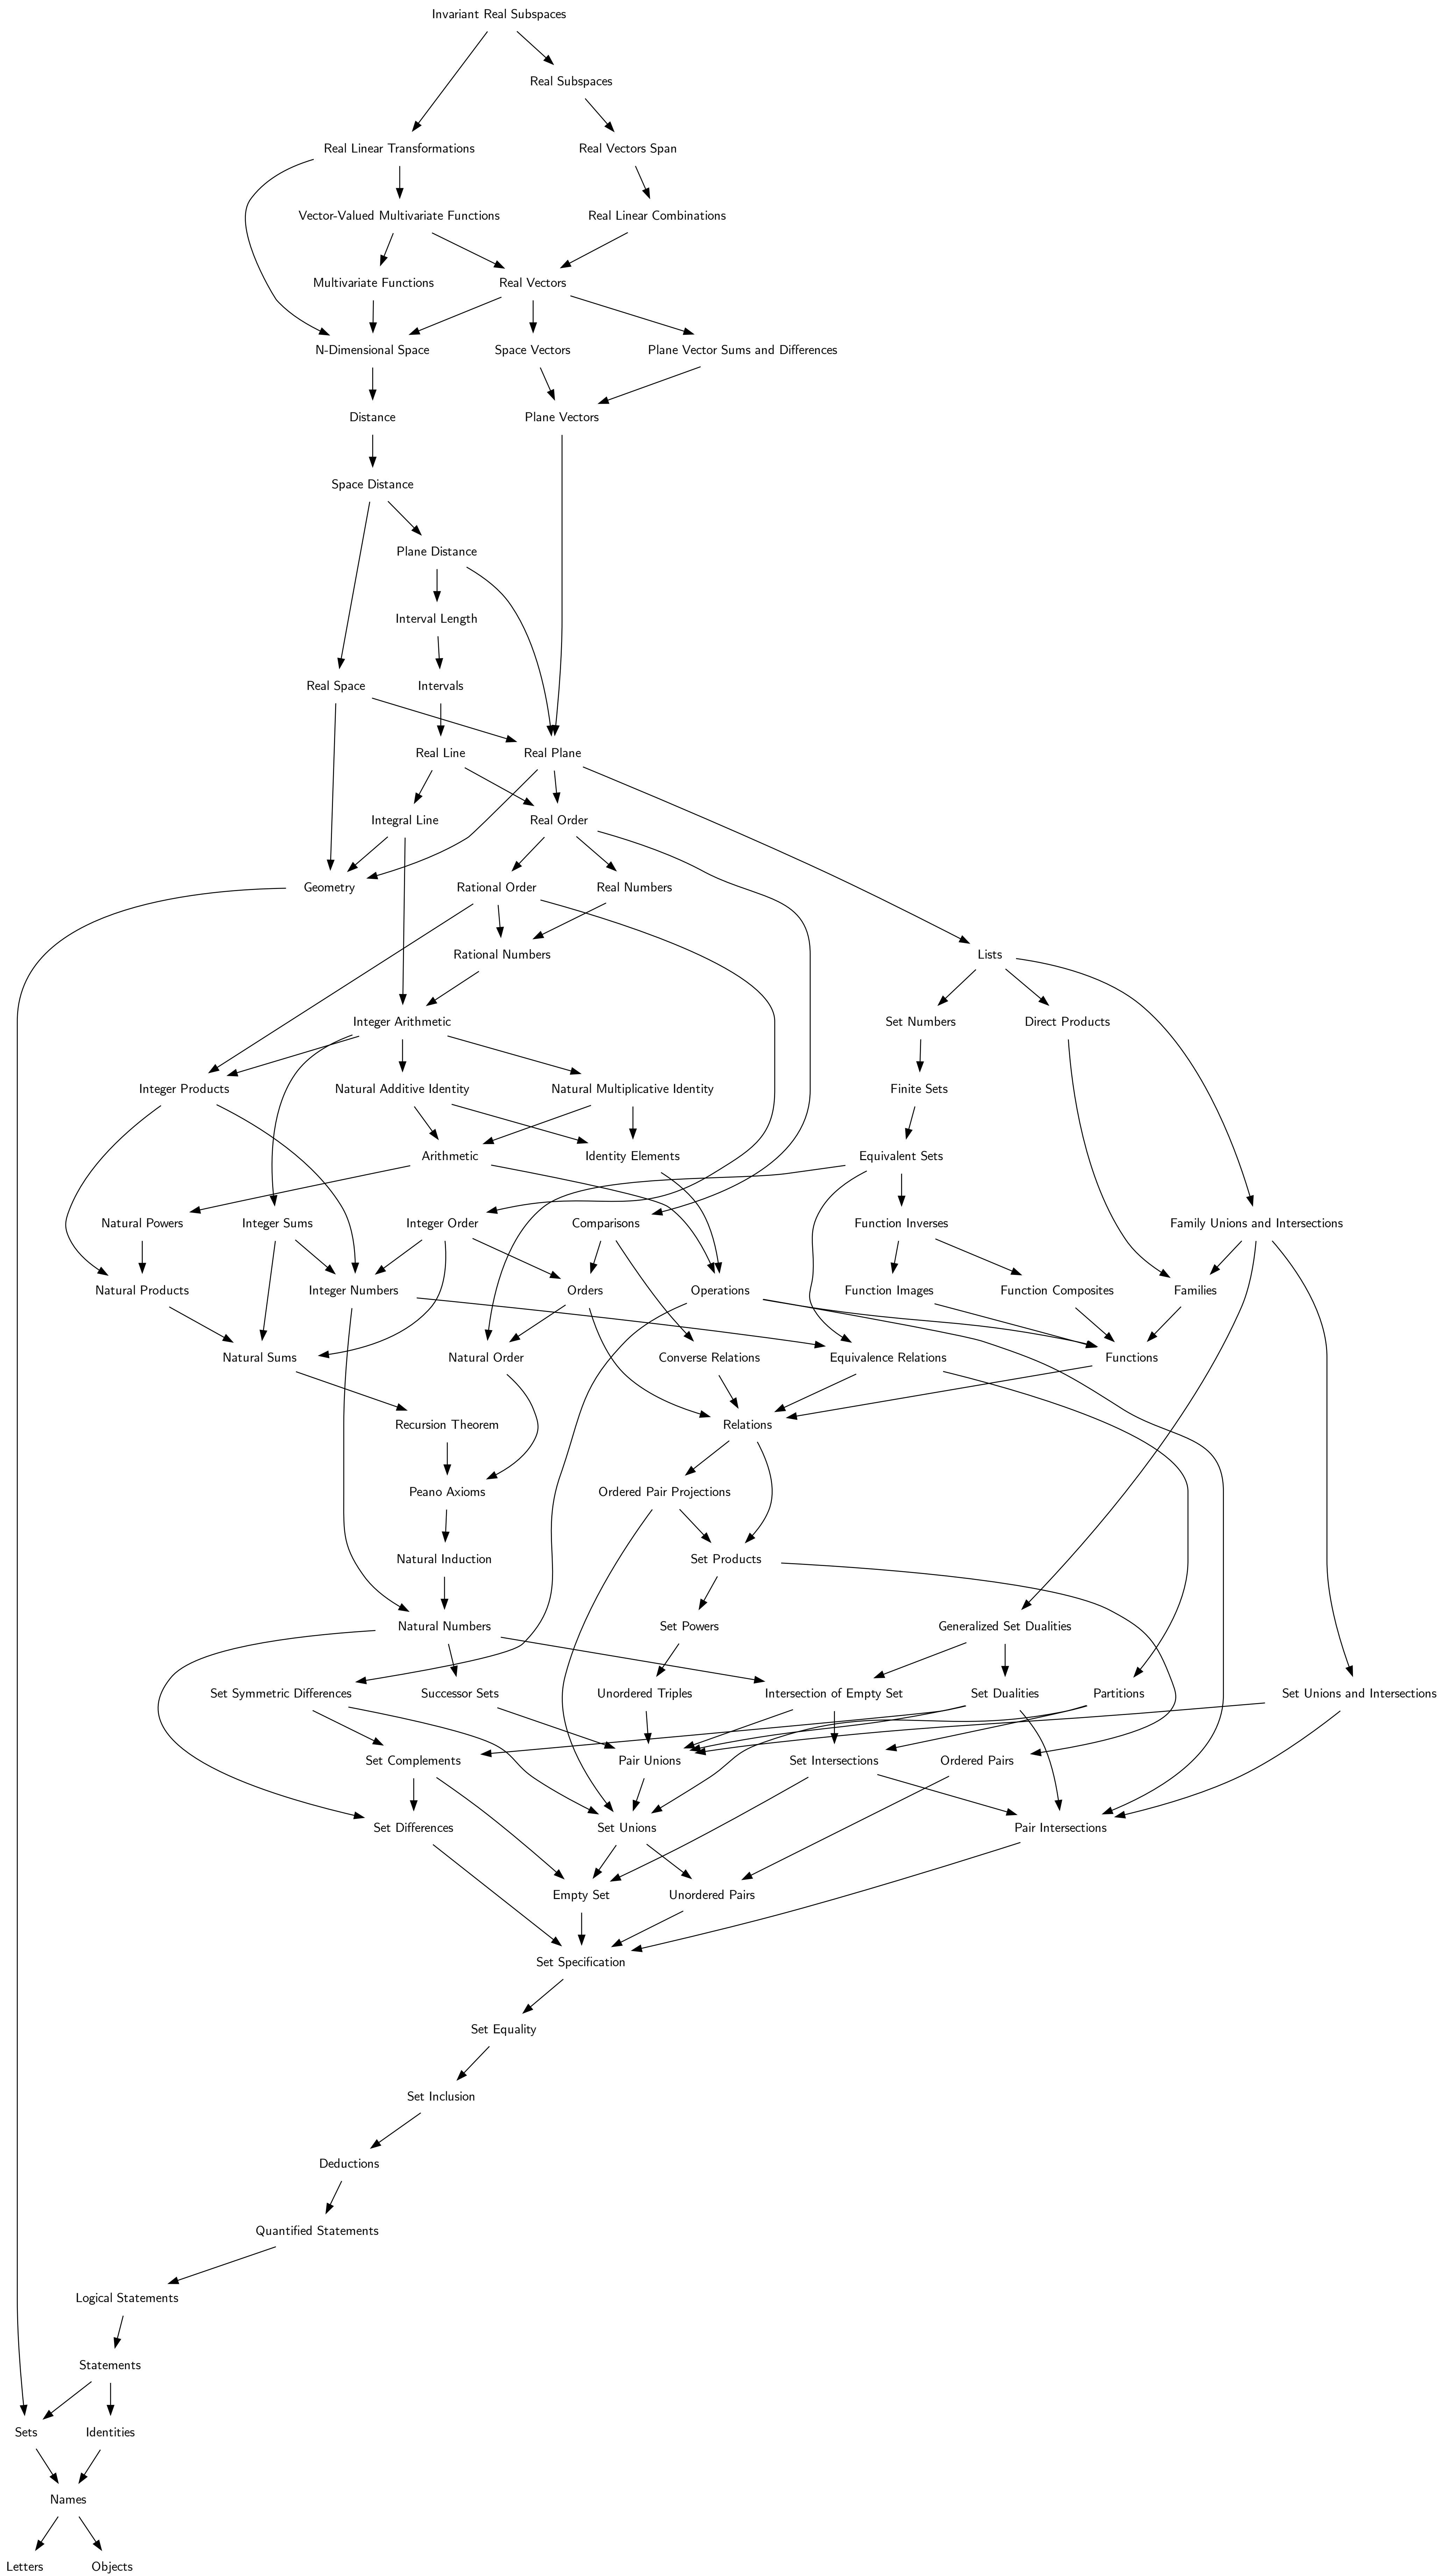 Invariant Real Subspaces
Real Subspaces
Real Linear Transformations
Real Vectors Span
Vector-Valued Multivariate Functions
Real Linear Combinations
Multivariate Functions
Real Vectors
N-Dimensional Space
Space Vectors
Plane Vector Sums and Differences
Distance
Plane Vectors
Space Distance
Plane Distance
Interval Length
Real Space
Intervals
Real Line
Real Plane
Integral Line
Real Order
Geometry
Rational Order
Real Numbers
Rational Numbers
Lists
Integer Arithmetic
Set Numbers
Direct Products
Integer Products
Natural Additive Identity
Natural Multiplicative Identity
Finite Sets
Arithmetic
Identity Elements
Equivalent Sets
Natural Powers
Integer Sums
Integer Order
Comparisons
Function Inverses
Family Unions and Intersections
Natural Products
Integer Numbers
Orders
Operations
Function Images
Function Composites
Families
Natural Sums
Natural Order
Converse Relations
Equivalence Relations
Functions
Recursion Theorem
Relations
Peano Axioms
Ordered Pair Projections
Natural Induction
Set Products
Natural Numbers
Set Powers
Generalized Set Dualities
Set Symmetric Differences
Successor Sets
Unordered Triples
Intersection of Empty Set
Set Dualities
Partitions
Set Unions and Intersections
Set Complements
Pair Unions
Set Intersections
Ordered Pairs
Set Differences
Set Unions
Pair Intersections
Empty Set
Unordered Pairs
Set Specification
Set Equality
Set Inclusion
Deductions
Quantified Statements
Logical Statements
Statements
Sets
Identities
Names
Letters
Objects